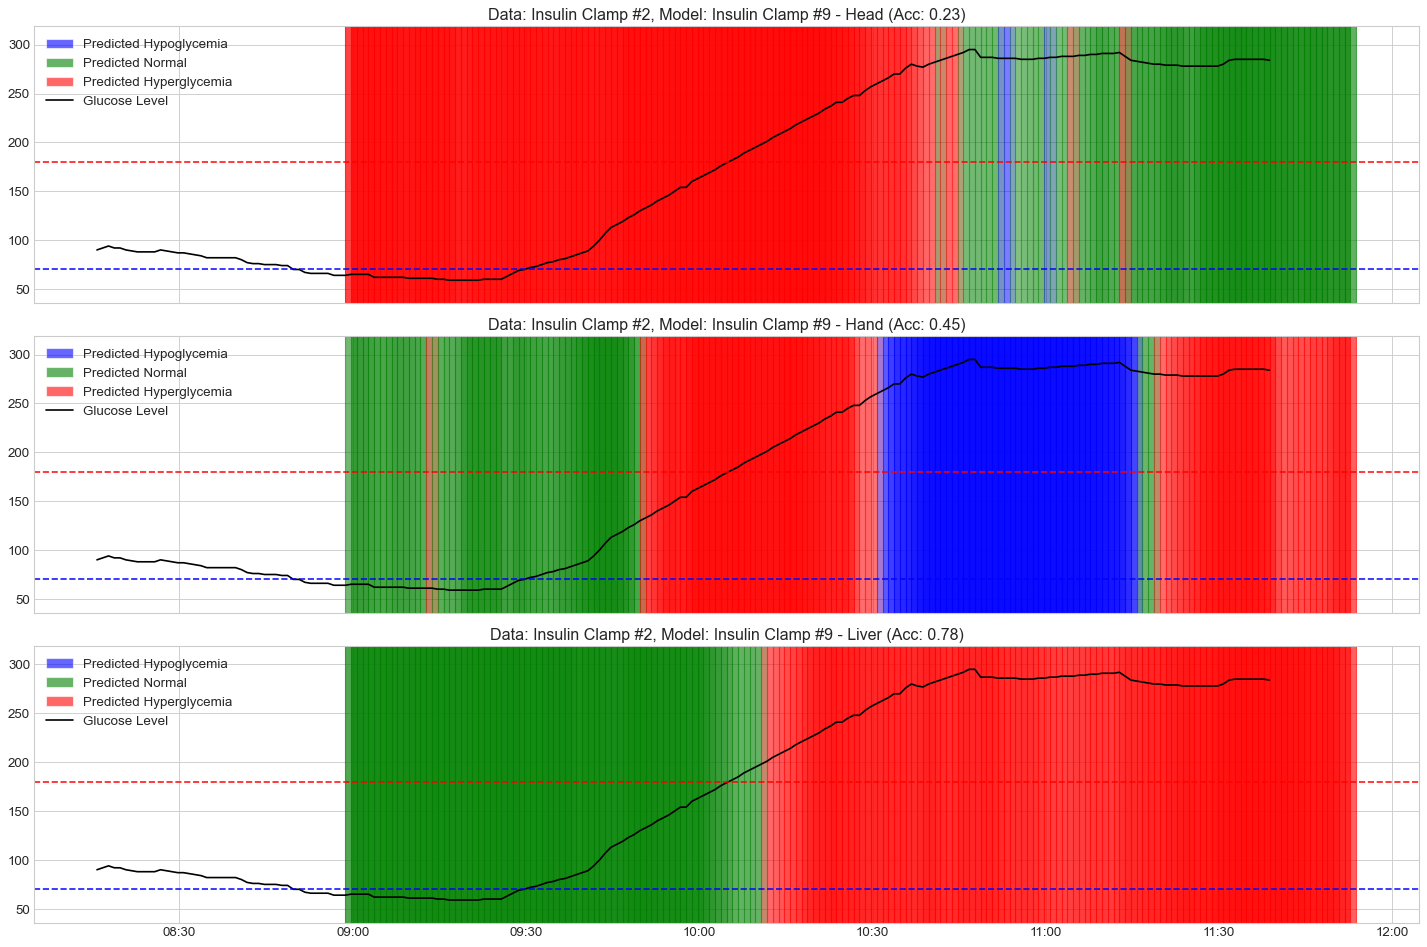 Data: Insulin Clamp #2, Model: Insulin Clamp #9 - Head (Acc: 0.23)
300
250
200
150
100
50
Predicted Hypoglycemia
Predicted Normal
Predicted Hyperglycemia
Glucose Level
Data: Insulin Clamp #2, Model: Insulin Clamp #9 - Hand (Acc: 0.45)
300
250
200
150
100
50
Predicted Hypoglycemia
Predicted Normal
Predicted Hyperglycemia
Glucose Level
Data: Insulin Clamp #2, Model: Insulin Clamp #9 - Liver (Acc: 0.78)
300
250
200
150
100
50
Predicted Hypoglycemia
Predicted Normal
Predicted Hyperglycemia
Glucose Level
08:30 09:00 09:30 10:00 10:30 11:00 11:30 12:00